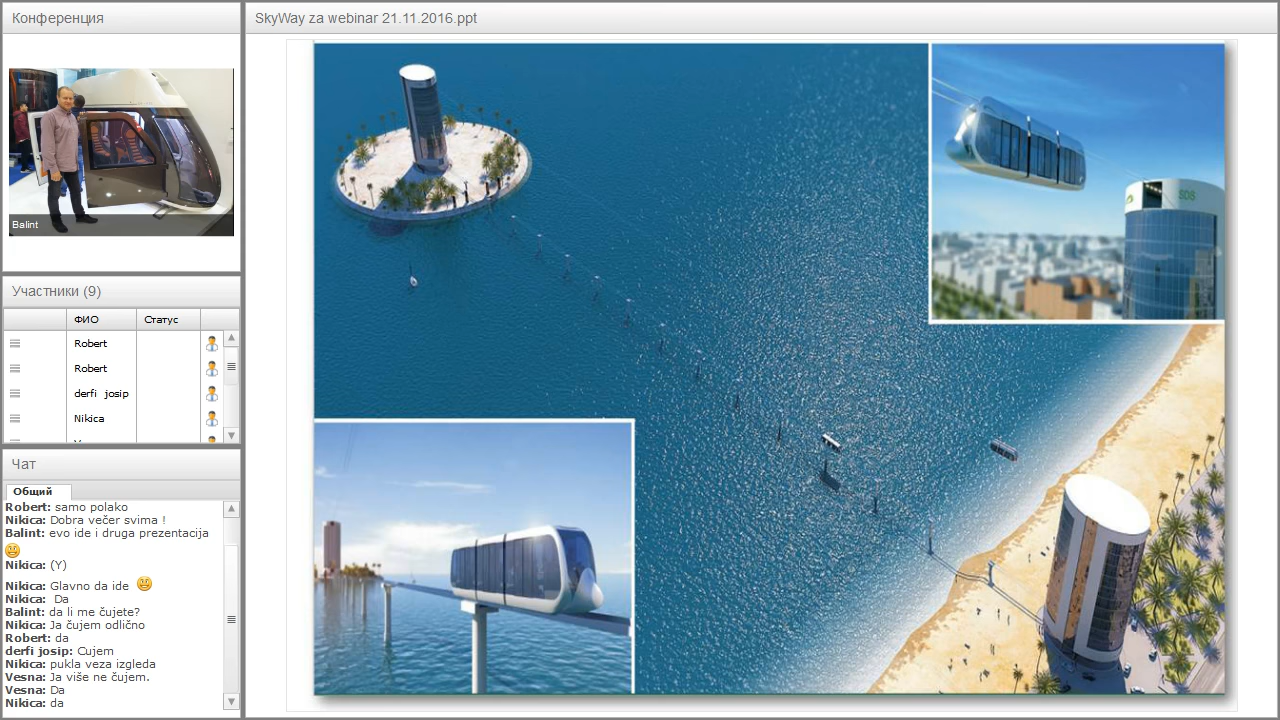 Конференция
Balint
Участники (9)
ФИО
Статус
Robert
Robert
derfi josip
Nikica
Чат
Общий
Robert: samo polako
Nikica: Dobra večer svima !
Balint: evo ide i druga prezentacija
Nikica: (Y)
Nikica: Glavno da ide
Nikica: Da
Balint: da li me čujete?
Nikica: Ja čujem odlično
Robert: da
derfi josip: Cujem
Nikica: pukla veza izgleda
Vesna: Ja više ne čujem.
Vesna: Da
Nikica: da
SkyWay za webinar 21.11.2016.ppt
SDS